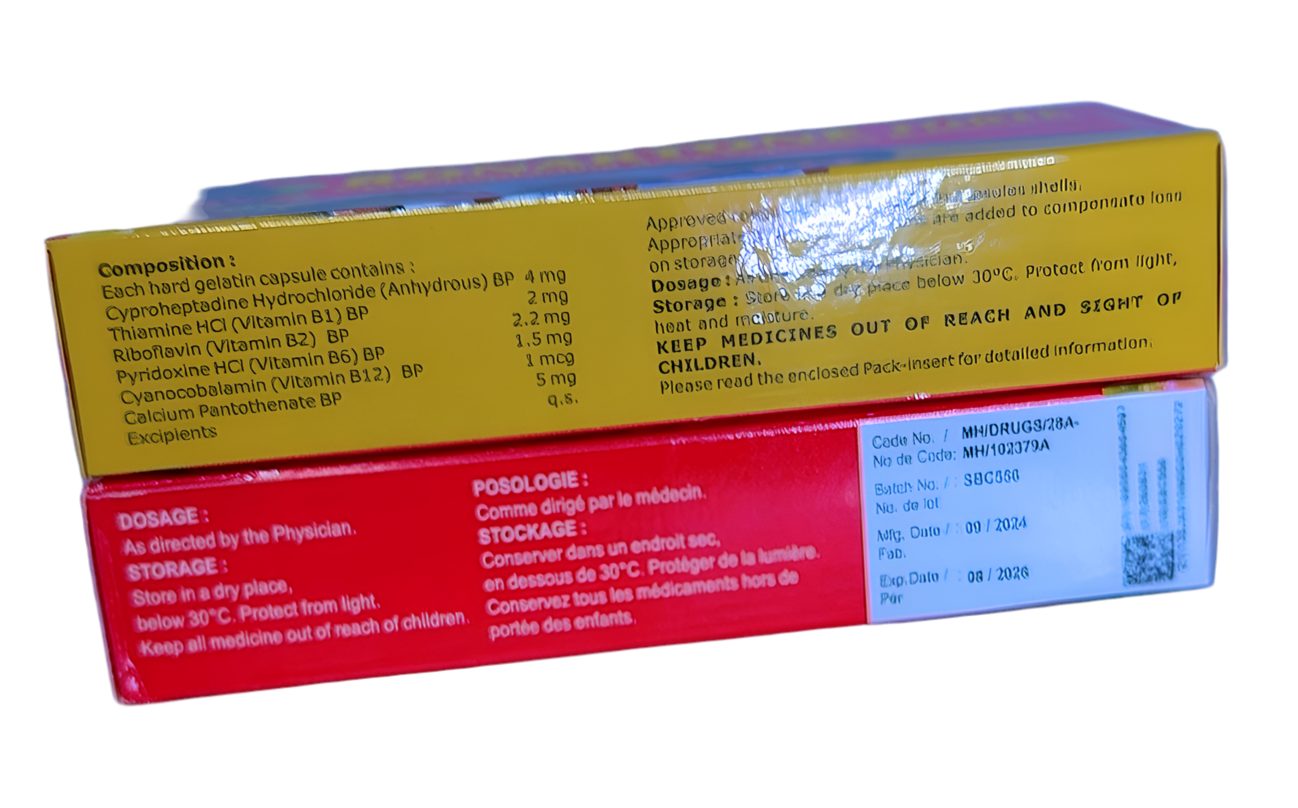 Composition :
Each hard gelatin capsule contains :
Cyproheptadine Hydrochloride (Anhydrous) BP 4 mg
Thiamine HCl (Vitamin B1) BP 2 mg
Riboflavin (Vitamin B2) BP 2.2 mg
Pyridoxine HCl (Vitamin B6) BP 1.5 mg
Cyanocobalamin (Vitamin B12) BP 1 mcg
Calcium Pantothenate BP 5 mg
Excipients q.s.
Approved shells.
are added to compensate loss
on storage
Dosage : Physician.
Storage : Store dry place below 30°C. Protect from light,
heat and moisture.
KEEP MEDICINES OUT OF REACH AND SIGHT OF
CHILDREN.
Please read the enclosed Pack-insert for detailed information.
DOSAGE :
As directed by the Physician.
STORAGE :
Store in a dry place,
below 30°C. Protect from light.
Keep all medicine out of reach of children.
POSOLOGIE :
Comme dirigé par le médecin.
STOCKAGE :
Conserver dans un endroit sec,
en dessous de 30°C. Protéger de la lumière.
Conservez tous les médicaments hors de
portée des enfants.
Code No. / MH/DRUGS/28A-
No de Code: MH/102379A
Batch No. / :
No. de lot
Mfg. Date / : 09 / 2024
Fab.
Exp. Date / : 08 / 2026
Pér